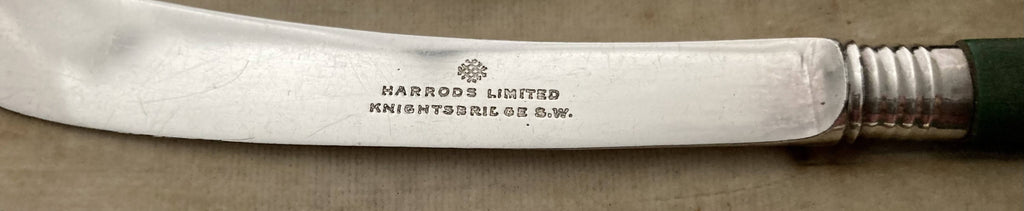 HARRODS LIMITED
KNIGHTSBRIDGE S.W.